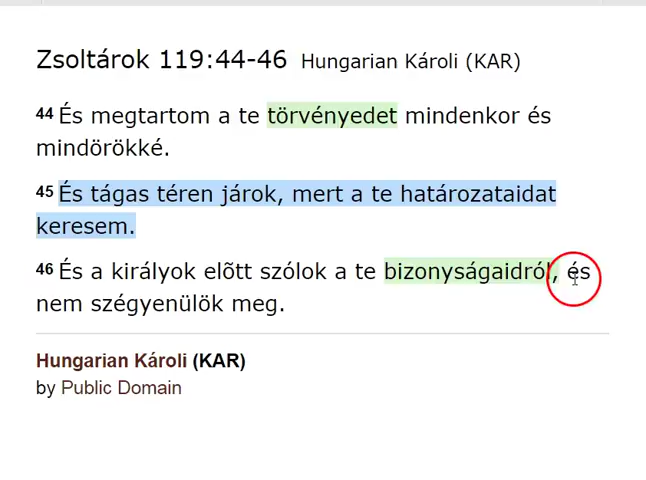 Zsoltárok 119:44-46 Hungarian Károli (KAR)
44 És megtartom a te törvényedet mindenkor és
mindörökké.
45 És tágas téren járok, mert a te határozataidat
keresem.
46 És a királyok elõtt szólok a te bizonyságaidról, és
nem szégyenülök meg.
Hungarian Károli (KAR)
by Public Domain